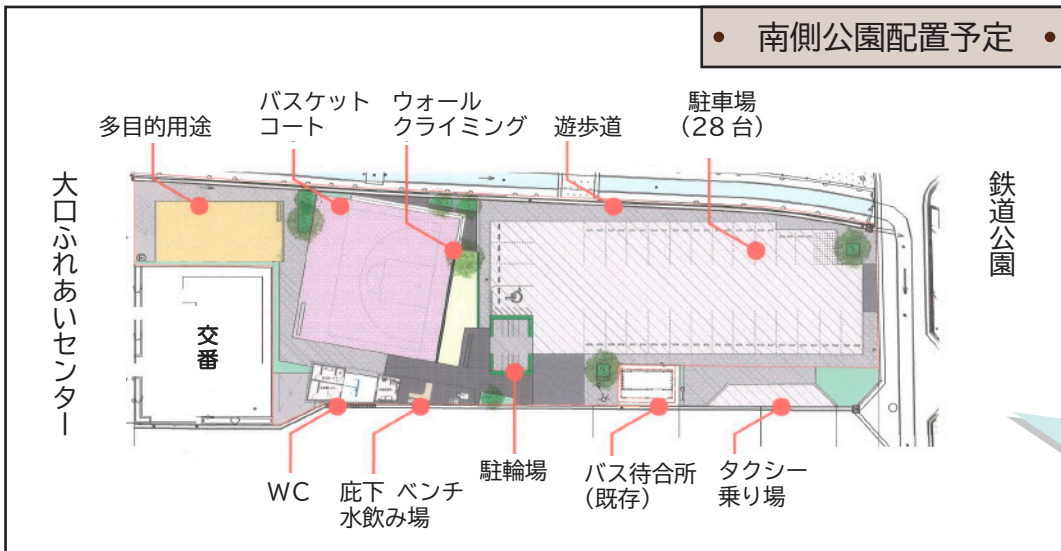 • 南側公園配置予定 •
多目的用途
バスケット
コート
ウォール
クライミング
遊歩道
駐車場
(28台)
大口ふれあいセンター
鉄道公園
交番
WC
庇下 ベンチ
水飲み場
駐輪場
バス待合所
(既存)
タクシー
乗り場